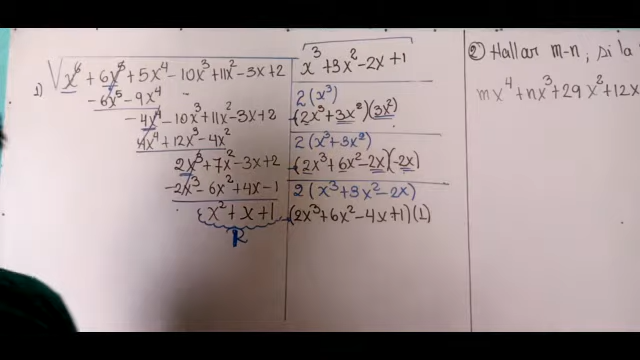 1) √x⁶ + 6x⁵ + 5x⁴ - 10x³ + 11x² - 3x + 2
x³ + 3x² - 2x + 1
- 6x⁵ - 9x⁴
2(x³)
- 4x⁴ - 10x³ + 11x² - 3x + 2
- (2x³ + 3x²)(3x²)
4x⁴ + 12x³ - 4x²
2(x³ + 3x²)
2x³ + 7x² - 3x + 2
- (2x³ + 6x² - 2x)(-2x)
- 2x³ - 6x² + 4x - 1
2(x³ + 3x² - 2x)
x² + x + 1
(2x³ + 6x² - 4x + 1)(1)
R
② Hallar m-n; si la
mx⁴ + nx³ + 29x² + 12x